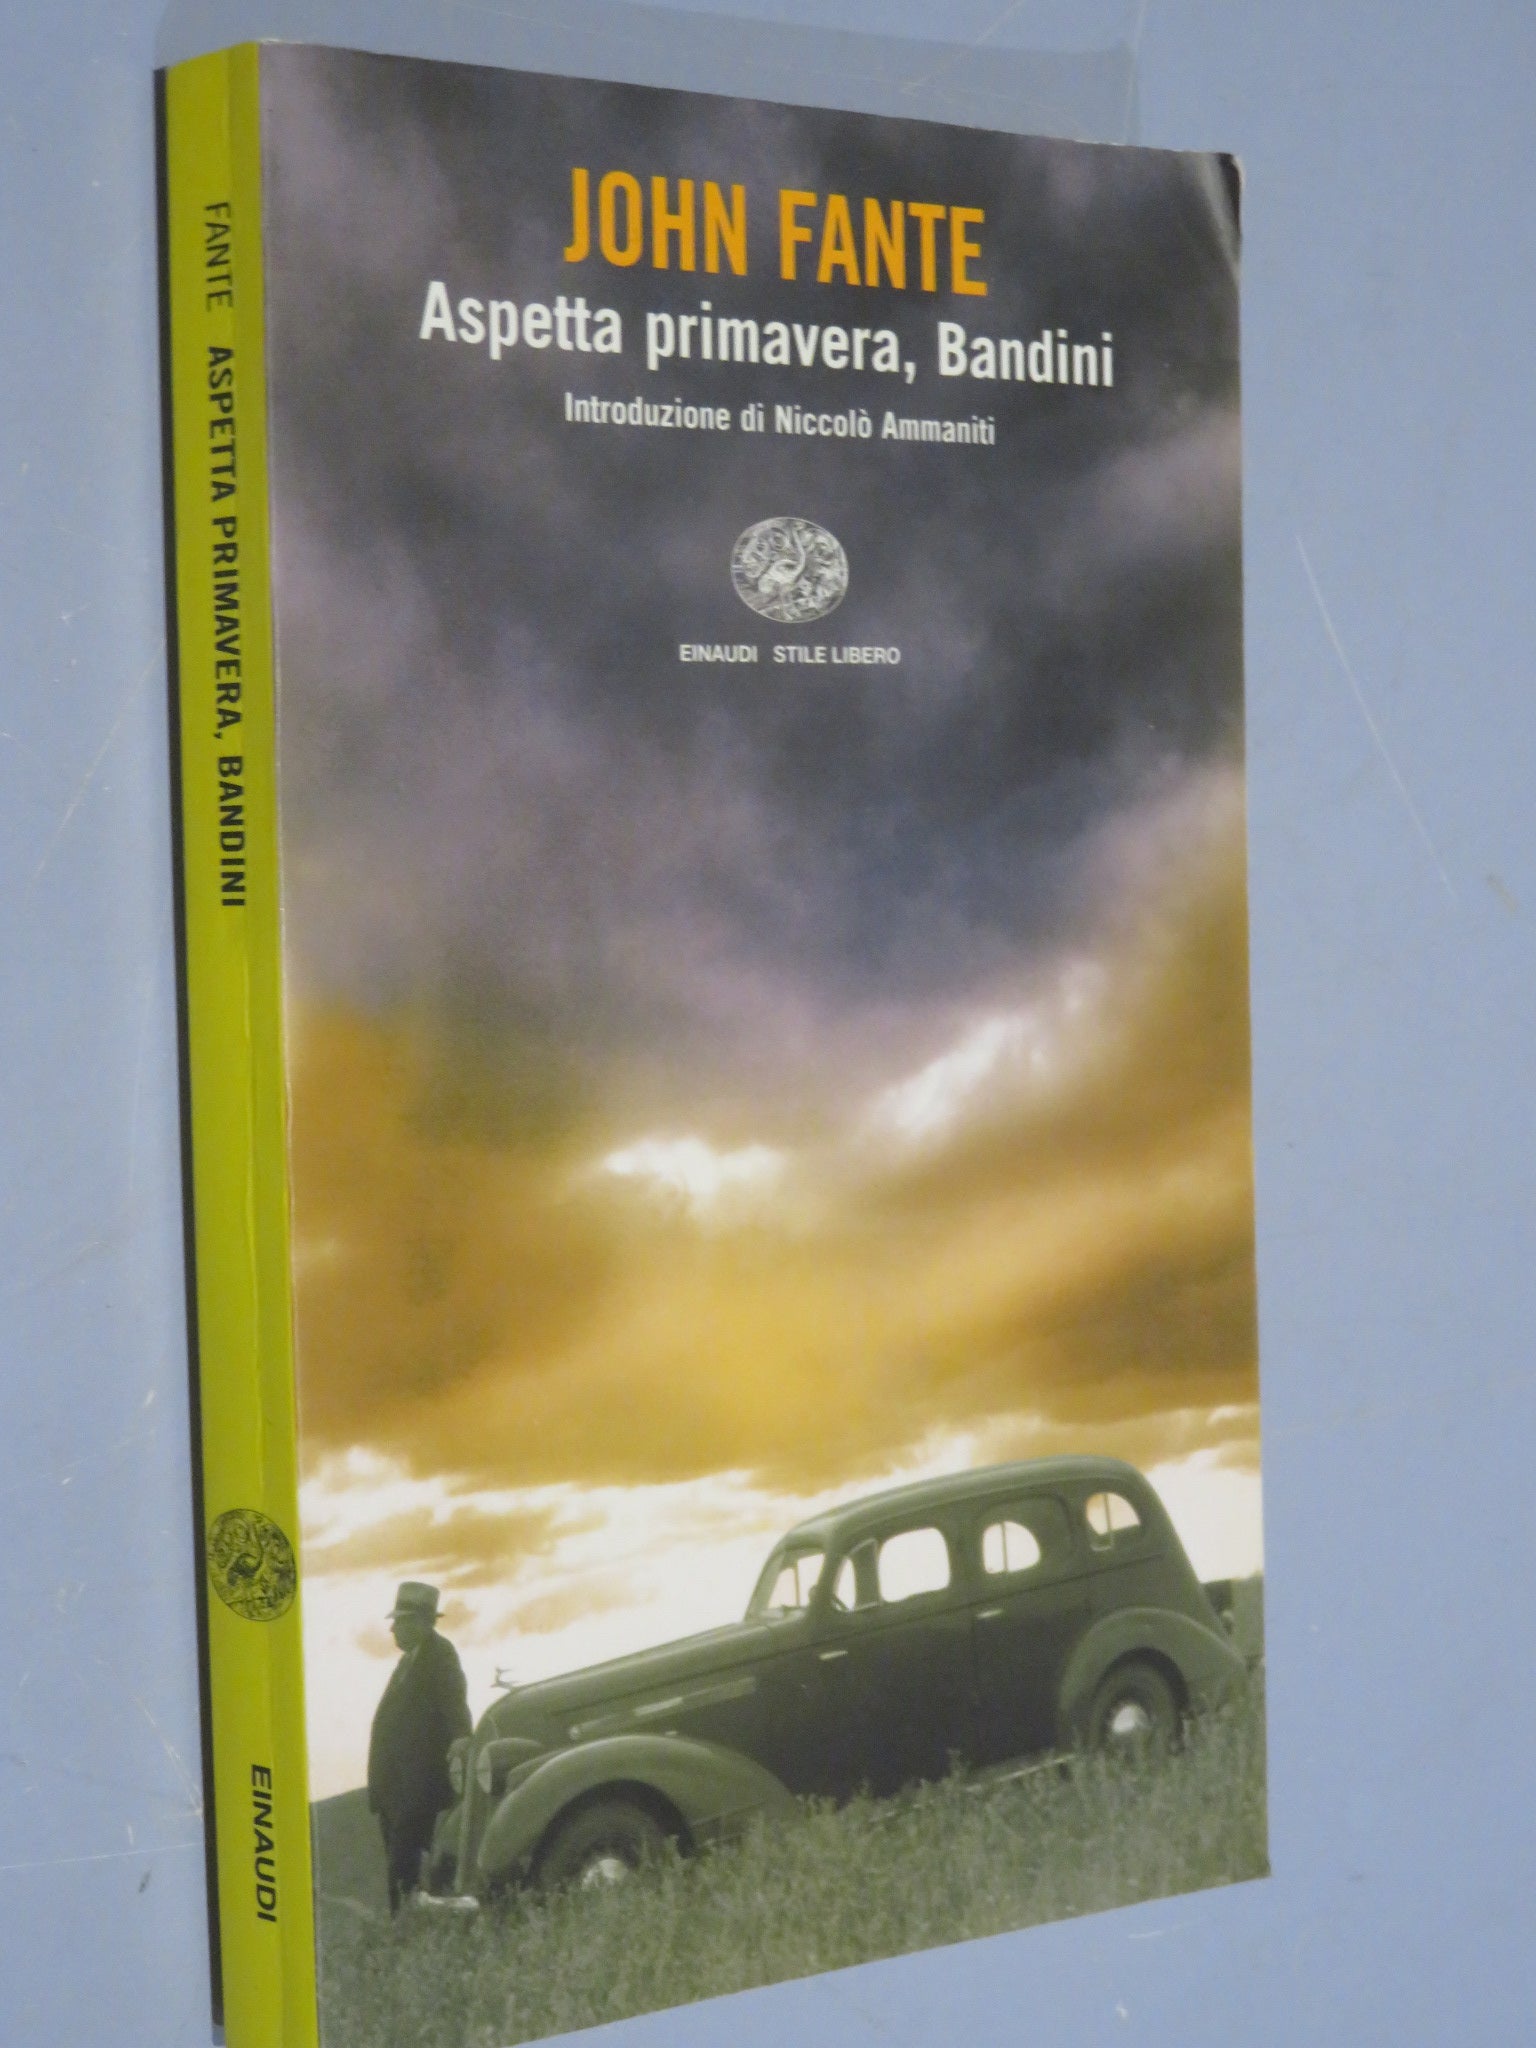 JOHN FANTE
Aspetta primavera, Bandini
Introduzione di Niccolò Ammaniti
EINAUDI STILE LIBERO
FANTE ASPETTA PRIMAVERA, BANDINI
EINAUDI